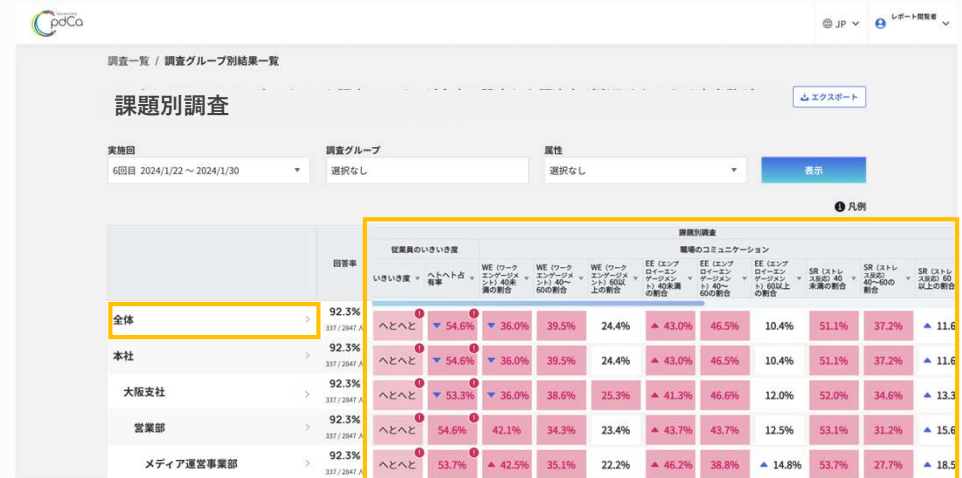 pdCa
JP
レポート閲覧者
調査一覧 / 調査グループ別結果一覧
課題別調査
エクスポート
実施回
調査グループ
属性
6回目 2024/1/22 ～ 2024/1/30
選択なし
選択なし
表示
凡例
課題別調査
従業員のいきいき度
職場のコミュニケーション
回答率
いきいき度
ヘトヘト占有率
WE（ワークエンゲージメント）40未満の割合
WE（ワークエンゲージメント）40〜60の割合
WE（ワークエンゲージメント）60以上の割合
EE（エンプロイーエンゲージメント）40未満の割合
EE（エンプロイーエンゲージメント）40〜60の割合
EE（エンプロイーエンゲージメント）60以上の割合
SR（ストレス反応）40未満の割合
SR（ストレス反応）40〜60の割合
SR（ストレス反応）60以上の割合
全体 92.3% 337 / 2847 人 へとへと 54.6% 36.0% 39.5% 24.4% 43.0% 46.5% 10.4% 51.1% 37.2% 11.6
本社 92.3% 337 / 2847 人 へとへと 54.6% 36.0% 39.5% 24.4% 43.0% 46.5% 10.4% 51.1% 37.2% 11.6
大阪支社 92.3% 337 / 2847 人 へとへと 53.3% 36.0% 38.6% 25.3% 41.3% 46.6% 12.0% 52.0% 34.6% 13.3
営業部 92.3% 337 / 2847 人 へとへと 54.6% 42.1% 34.3% 23.4% 43.7% 43.7% 12.5% 53.1% 31.2% 15.6
メディア運営事業部 92.3% 337 / 2847 人 へとへと 53.7% 42.5% 35.1% 22.2% 46.2% 38.8% 14.8% 53.7% 27.7% 18.5